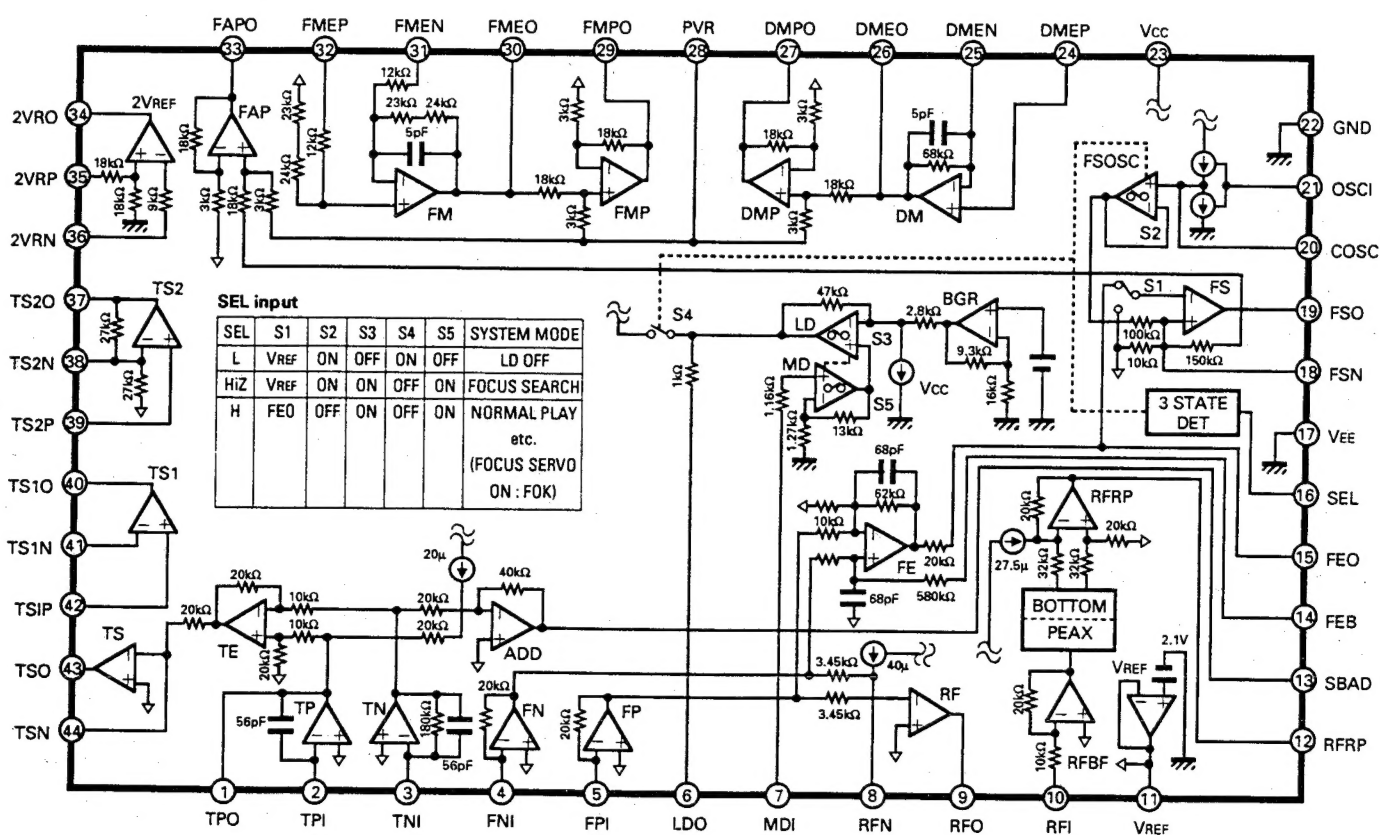 FAPO FMEP FMEN FMEO FMPO PVR DMPO DMEO DMEN DMEP Vcc
33 32 31 30 29 28 27 26 25 24 23
2VRO 34
2VRP 35
2VRN 36
TS2O 37
TS2N 38
TS2P 39
TS1O 40
TS1N 41
TSIP 42
TSO 43
TSN 44
22 GND
21 OSCI
20 COSC
19 FSO
18 FSN
17 VEE
16 SEL
15 FEO
14 FEB
13 SBAD
12 RFRP
2VREF
18kΩ
18kΩ
9kΩ
FAP
18kΩ
3kΩ
18kΩ
3kΩ
23kΩ
24kΩ
12kΩ
12kΩ
23kΩ 24kΩ
5pF
FM
18kΩ
3kΩ
18kΩ
3kΩ
FMP
18kΩ
3kΩ
DMP
18kΩ
3kΩ
5pF
68kΩ
DM
FSOSC
S2
S1
FS
100kΩ
10kΩ
150kΩ
3 STATE
DET
TS2
27kΩ
27kΩ
TS1
SEL input
SEL S1 S2 S3 S4 S5 SYSTEM MODE
L VREF ON OFF ON OFF LD OFF
HiZ VREF ON ON OFF ON FOCUS SEARCH
H FEO OFF ON OFF ON NORMAL PLAY
etc.
(FOCUS SERVO
ON : FOK)
S4
47kΩ
LD
S3
2.8kΩ
BGR
9.3kΩ
16kΩ
Vcc
MD
S5
1kΩ
1.16kΩ
1.27kΩ
13kΩ
68pF
62kΩ
10kΩ
FE
20kΩ
580kΩ
68pF
20kΩ
RFRP
20kΩ
27.5μ
32kΩ
32kΩ
BOTTOM
PEAX
20μ
20kΩ
20kΩ
TE
10kΩ
10kΩ
20kΩ
20kΩ
20kΩ
40kΩ
ADD
TS
56pF
TP
TN
180kΩ
56pF
20kΩ
FN
20kΩ
FP
3.45kΩ
40μ
3.45kΩ
RF
20kΩ
10kΩ
RFBF
VREF
2.1V
1 2 3 4 5 6 7 8 9 10 11
TPO TPI TNI FNI FPI LDO MDI RFN RFO RFI VREF